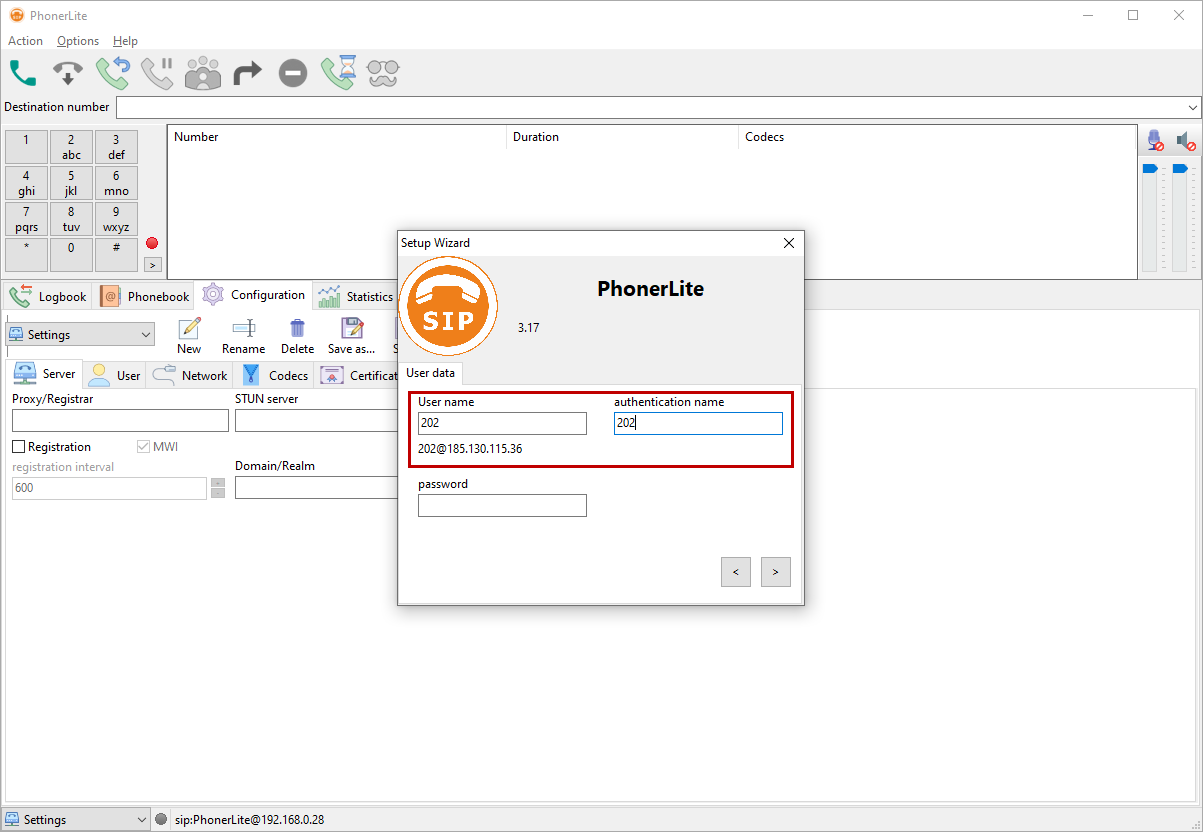 PhonerLite
Action Options Help
Destination number
Number Duration Codecs
1
2 abc
3 def
4 ghi
5 jkl
6 mno
7 pqrs
8 tuv
9 wxyz
*
0
#
>
Setup Wizard
SIP
PhonerLite
3.17
Logbook Phonebook Configuration Statistics
Settings
New Rename Delete Save as... S
Server User Network Codecs Certificat
User data
Proxy/Registrar STUN server
Registration MWI
registration interval Domain/Realm
600
User name authentication name
202 202
202@185.130.115.36
password
< >
Settings sip:PhonerLite@192.168.0.28